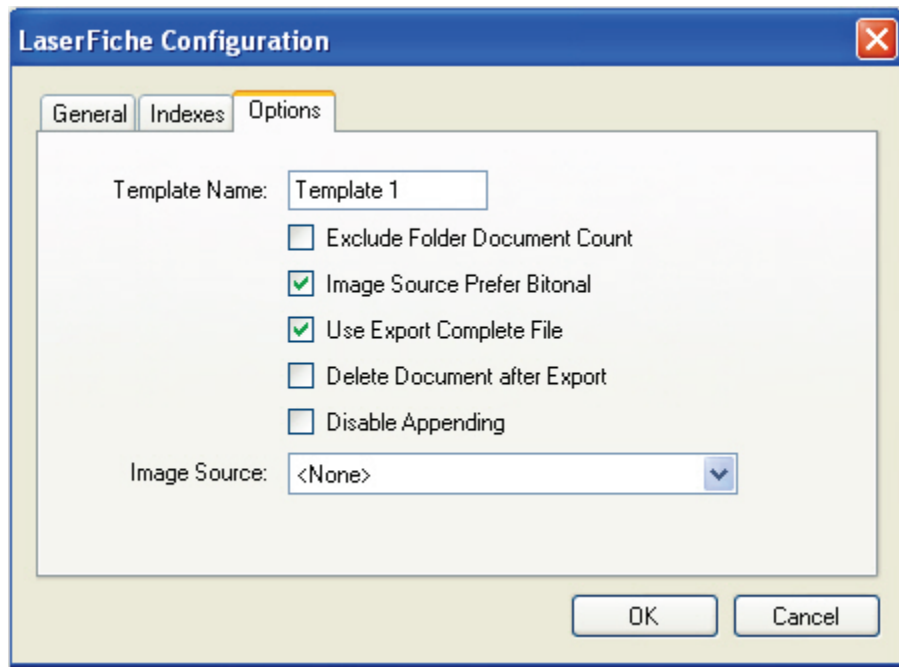 LaserFiche Configuration
General Indexes Options
Template Name: Template 1
Exclude Folder Document Count
Image Source Prefer Bitonal
Use Export Complete File
Delete Document after Export
Disable Appending
Image Source: <None>
OK Cancel